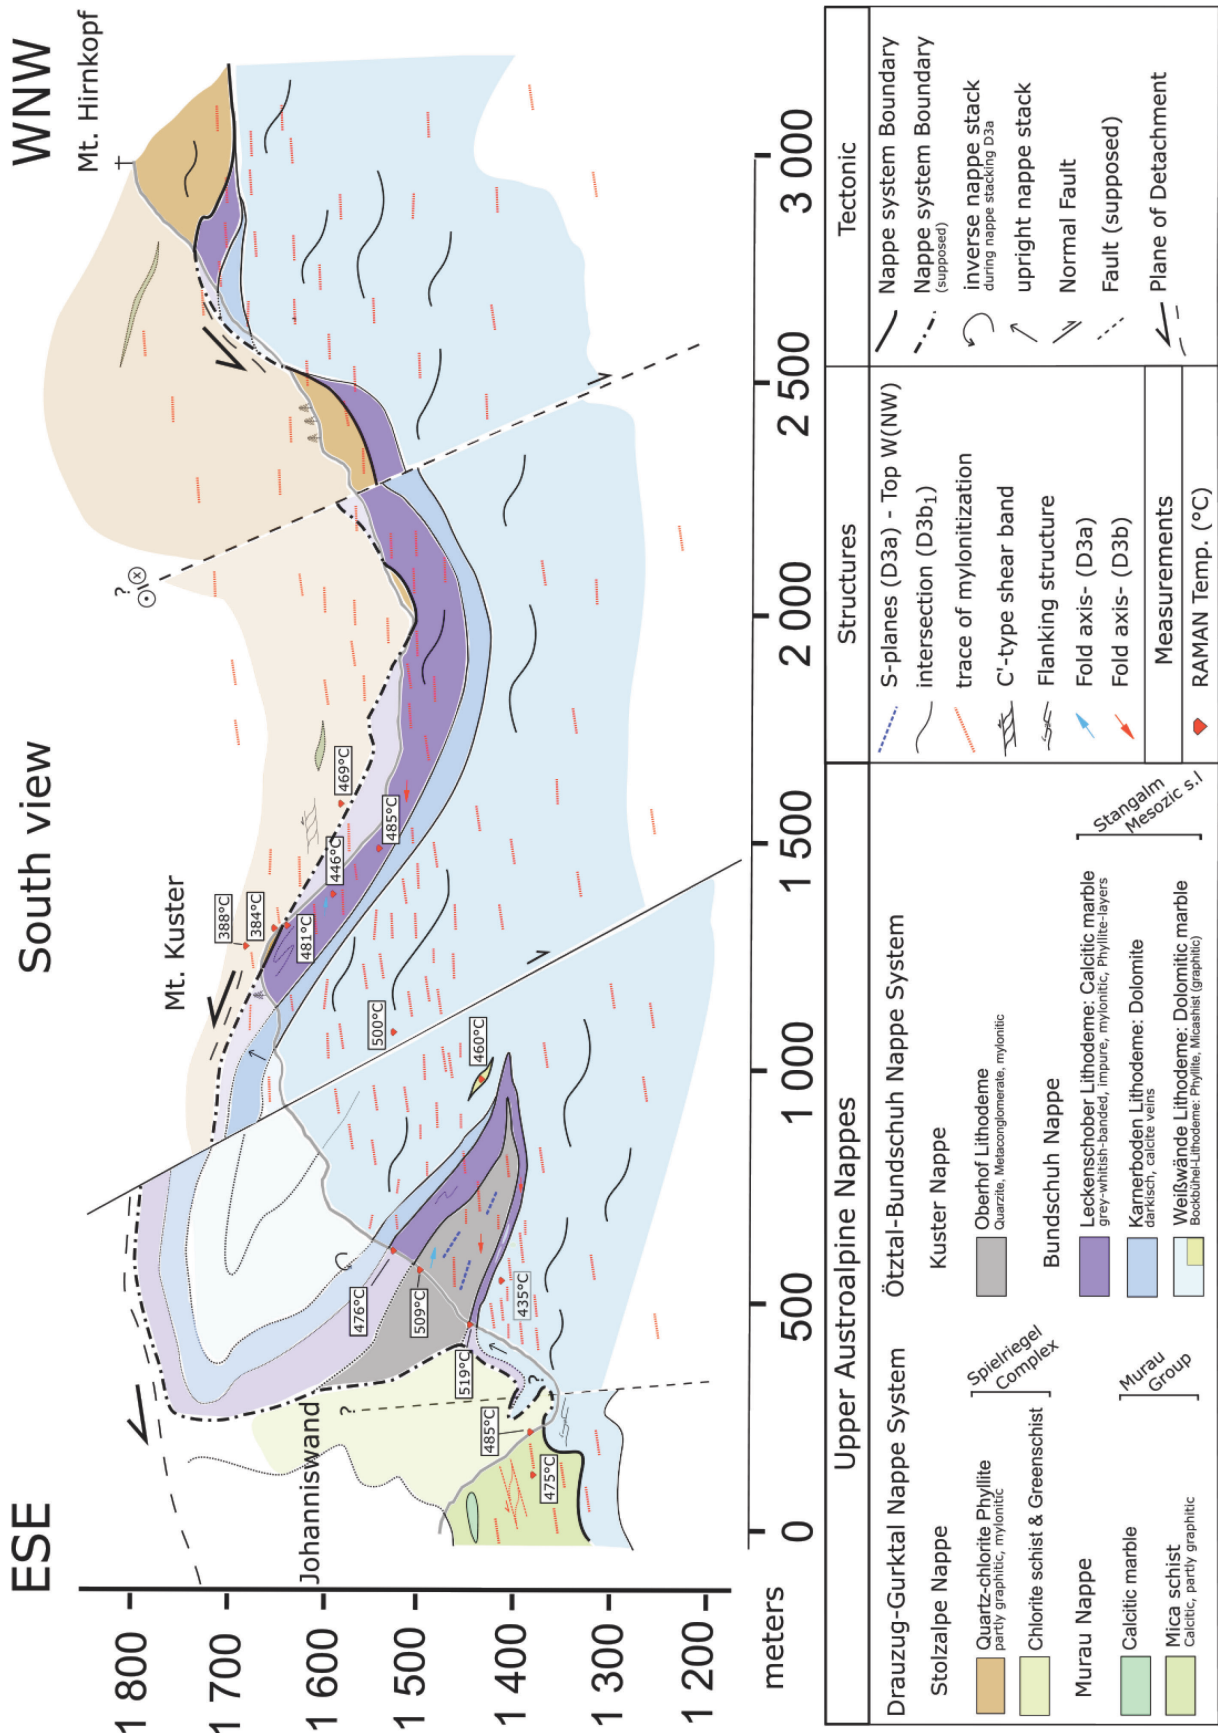 ESE
South view
WNW
Mt. Hirnkopf
Mt. Kuster
Johanniswand
1 800
1 700
1 600
1 500
1 400
1 300
1 200
meters
0
500
1 000
1 500
2 000
2 500
3 000
?
?
?
388°C
384°C
481°C
446°C
469°C
485°C
500°C
460°C
476°C
509°C
519°C
435°C
485°C
475°C
Upper Austroalpine Nappes
Drauzug-Gurktal Nappe System
Stolzalpe Nappe
Quartz-chlorite Phyllite
partly graphitic, mylonitic
Chlorite schist & Greenschist
Spielriegel
Complex
Murau Nappe
Calcitic marble
Mica schist
Calcitic, partly graphitic
Murau
Group
Ötztal-Bundschuh Nappe System
Kuster Nappe
Oberhof Lithodeme
Quarzite, Metaconglomerate, mylonitic
Bundschuh Nappe
Leckenschober Lithodeme: Calcitic marble
grey-whitish-banded, impure, mylonitic, Phyllite-layers
Karnerboden Lithodeme: Dolomite
darkisch, calcite veins
Weißwände Lithodeme: Dolomitic marble
Bockbühel-Lithodeme: Phyllite, Micashist (graphitic)
Stangalm
Mesozic s.l
Structures
S-planes (D3a) - Top W(NW)
intersection (D3b1)
trace of mylonitization
C'-type shear band
Flanking structure
Fold axis- (D3a)
Fold axis- (D3b)
Measurements
RAMAN Temp. (°C)
Tectonic
Nappe system Boundary
Nappe system Boundary
(supposed)
inverse nappe stack
during nappe stacking D3a
upright nappe stack
Normal Fault
Fault (supposed)
Plane of Detachment